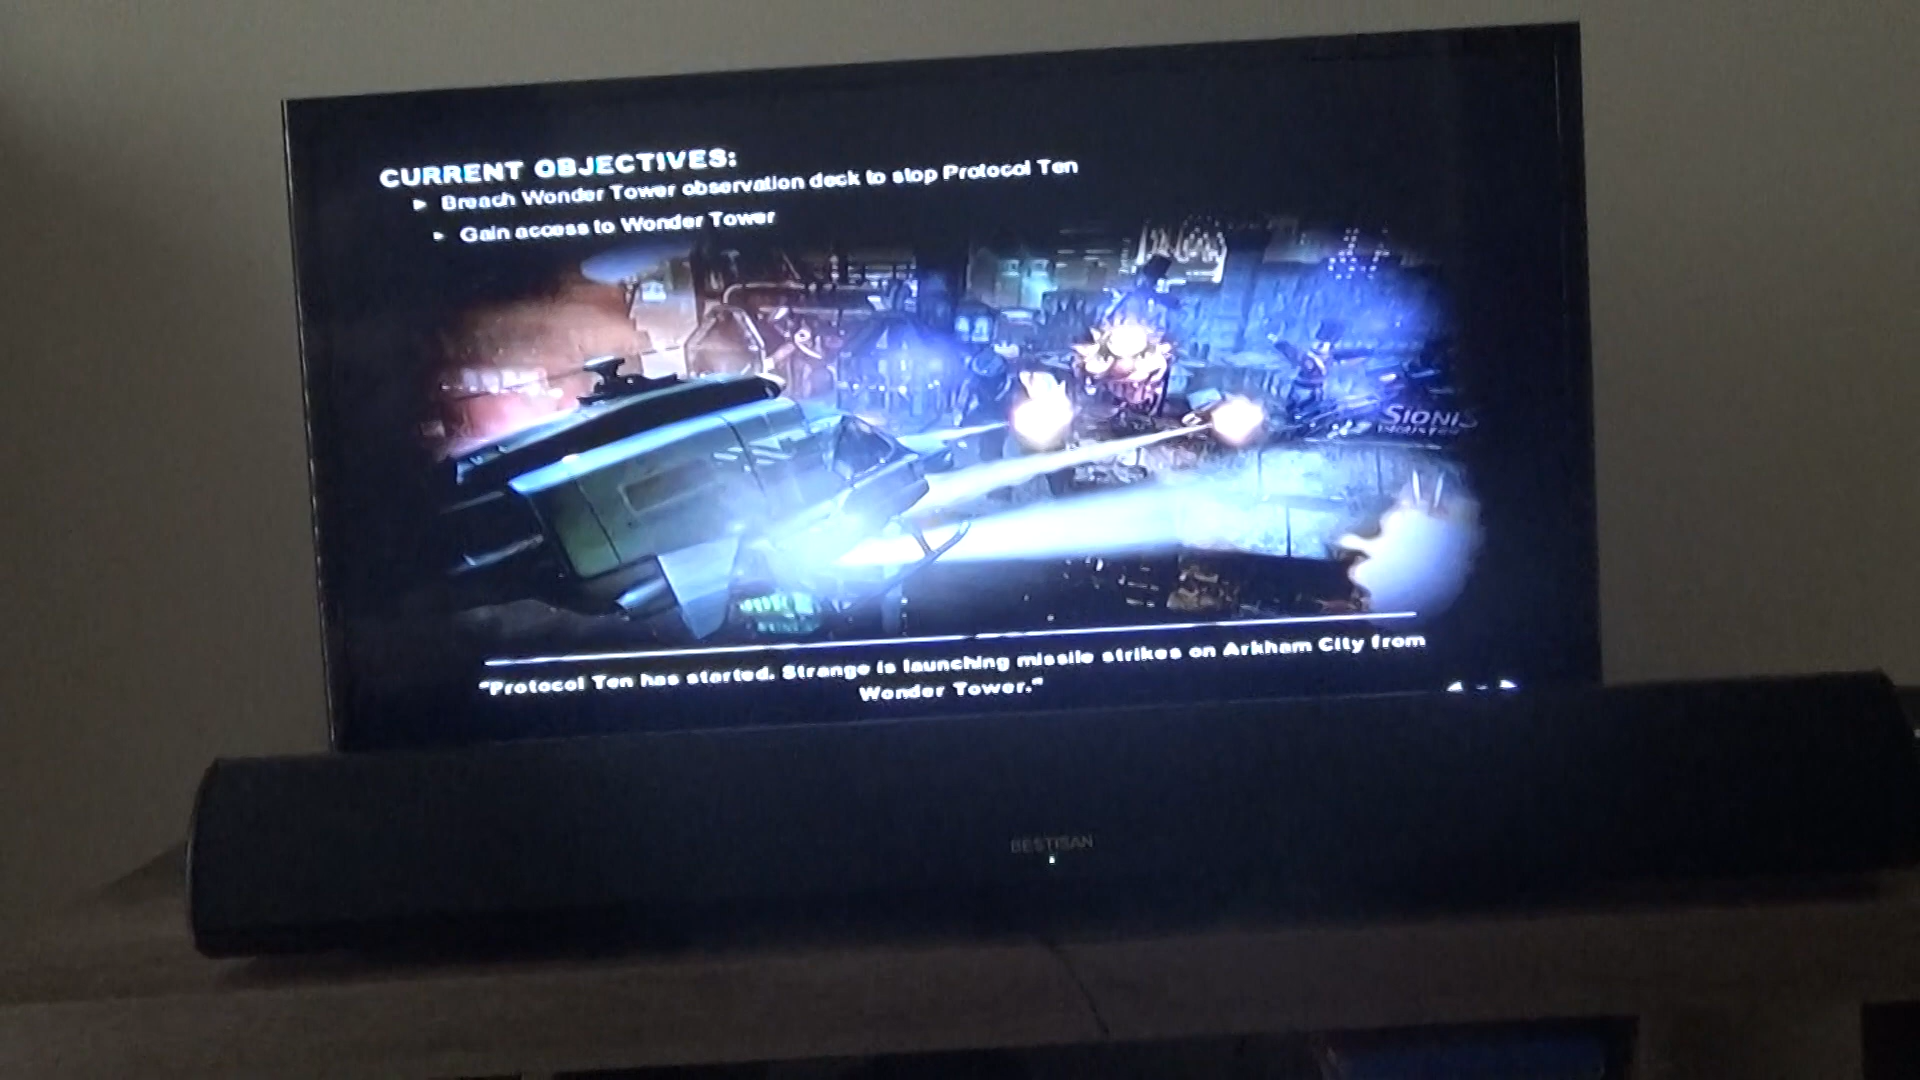 CURRENT OBJECTIVES:
Breach Wonder Tower observation deck to stop Protocol Ten
Gain access to Wonder Tower
SIONIS
INDUSTRIES
"Protocol Ten has started. Strange is launching missile strikes on Arkham City from
Wonder Tower."
BESTISAN